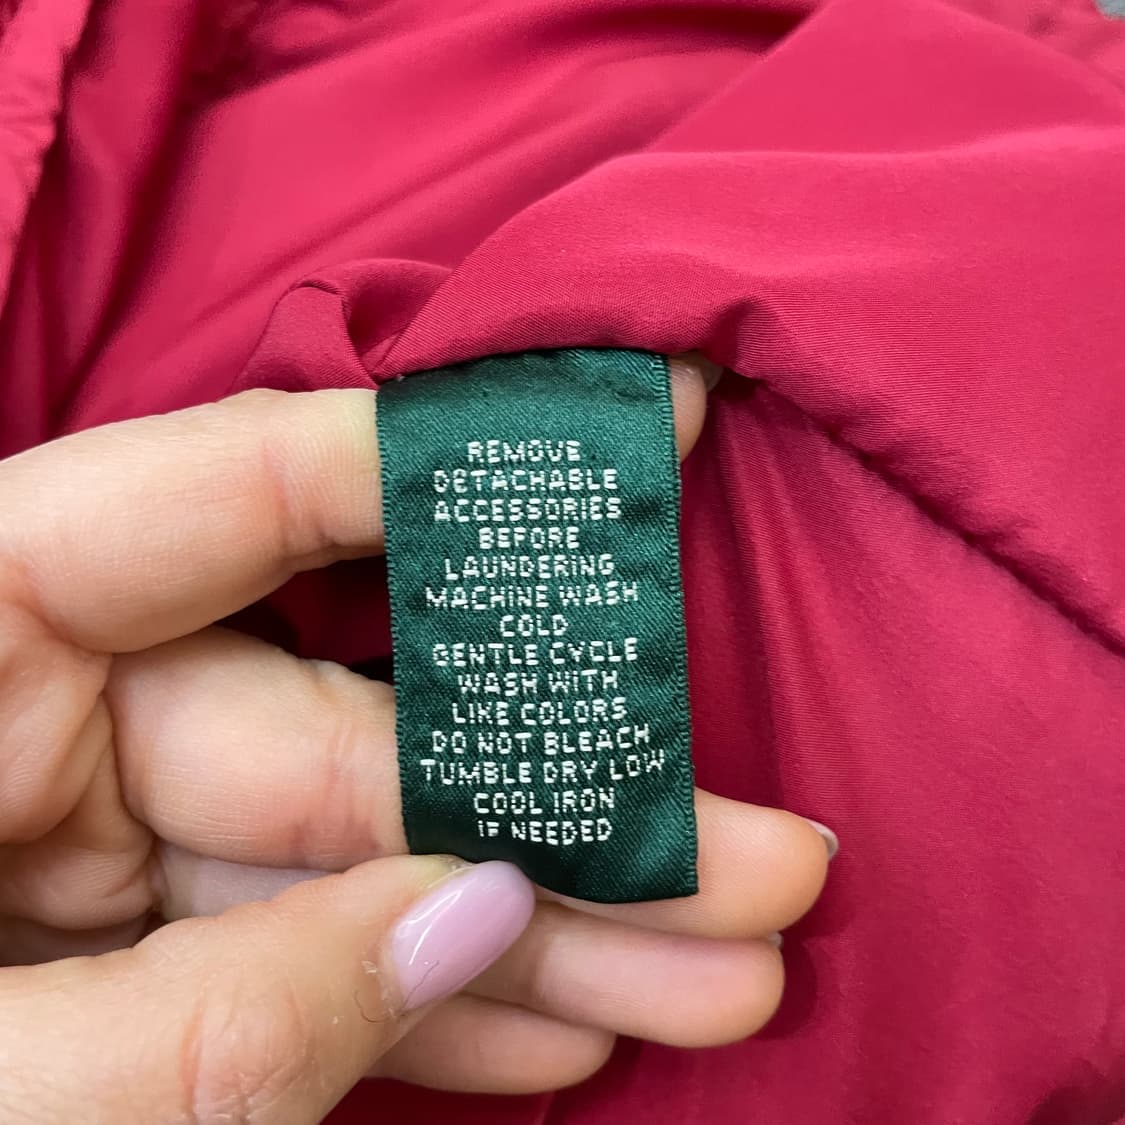 REMOVE
DETACHABLE
ACCESSORIES
BEFORE
LAUNDERING
MACHINE WASH
COLD
GENTLE CYCLE
WASH WITH
LIKE COLORS
DO NOT BLEACH
TUMBLE DRY LOW
COOL IRON
IF NEEDED